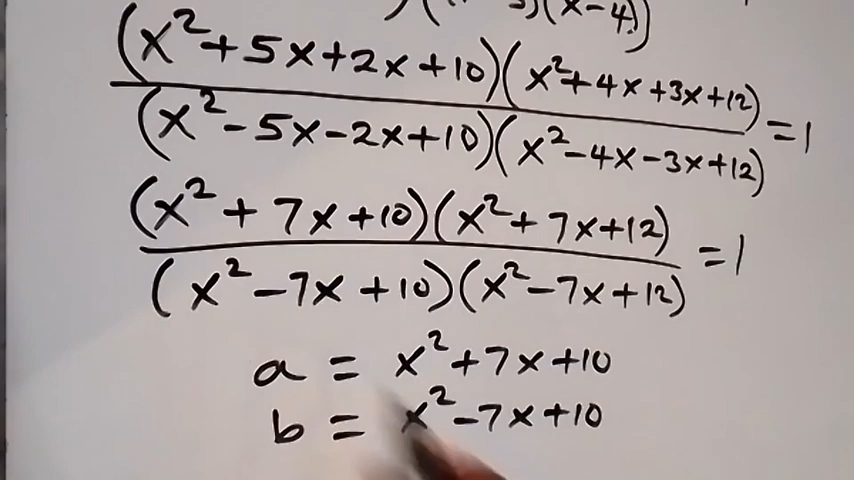 (x-4)
(x²+5x+2x+10)(x²+4x+3x+12)
(x²-5x-2x+10)(x²-4x-3x+12) =1
(x²+7x+10)(x²+7x+12)
(x²-7x+10)(x²-7x+12) =1
a = x²+7x+10
b = x²-7x+10